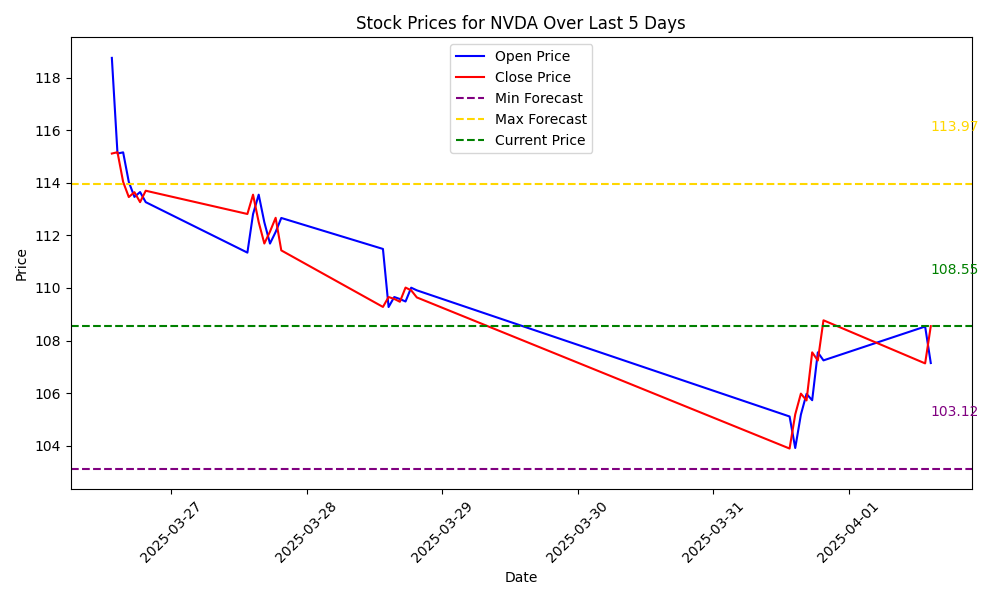 Stock Prices for NVDA Over Last 5 Days
Open Price
Close Price
Min Forecast
Max Forecast
Current Price
118
116
114
112
110
108
106
104
Price
113.97
108.55
103.12
2025-03-27
2025-03-28
2025-03-29
2025-03-30
2025-03-31
2025-04-01
Date